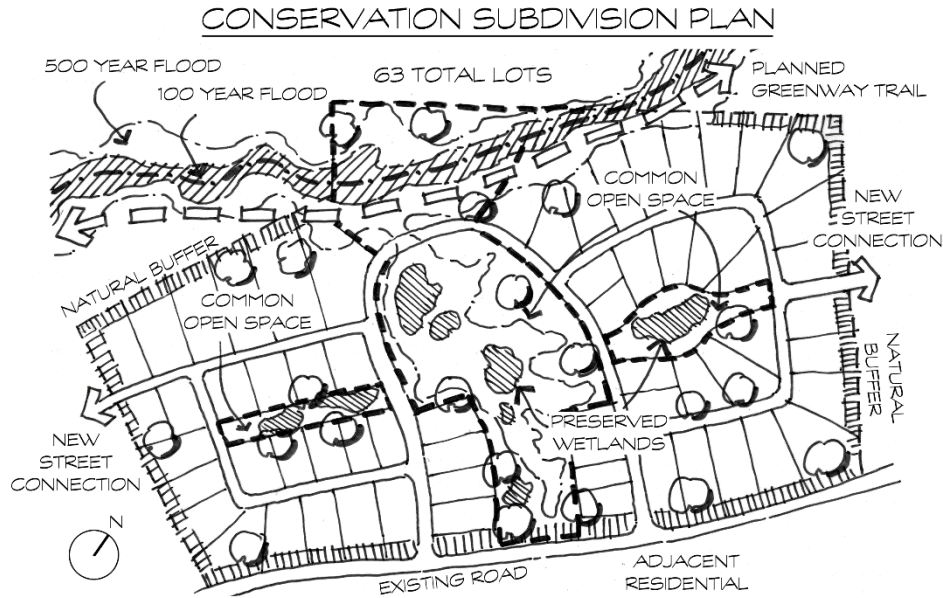 CONSERVATION SUBDIVISION PLAN
500 YEAR FLOOD
100 YEAR FLOOD
63 TOTAL LOTS
PLANNED
GREENWAY TRAIL
COMMON
OPEN SPACE
NEW
STREET
CONNECTION
NATURAL BUFFER
COMMON
OPEN SPACE
NATURAL
BUFFER
PRESERVED
WETLANDS
NEW
STREET
CONNECTION
N
EXISTING ROAD
ADJACENT
RESIDENTIAL